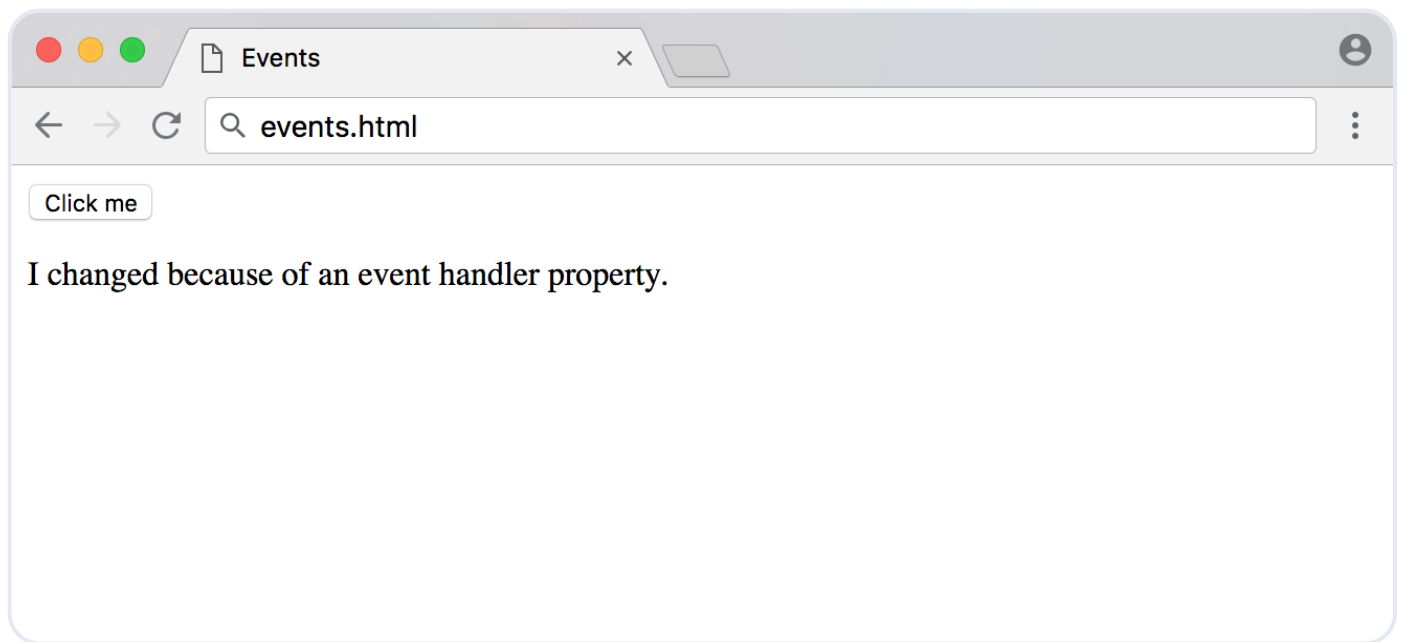 Events
events.html
Click me
I changed because of an event handler property.